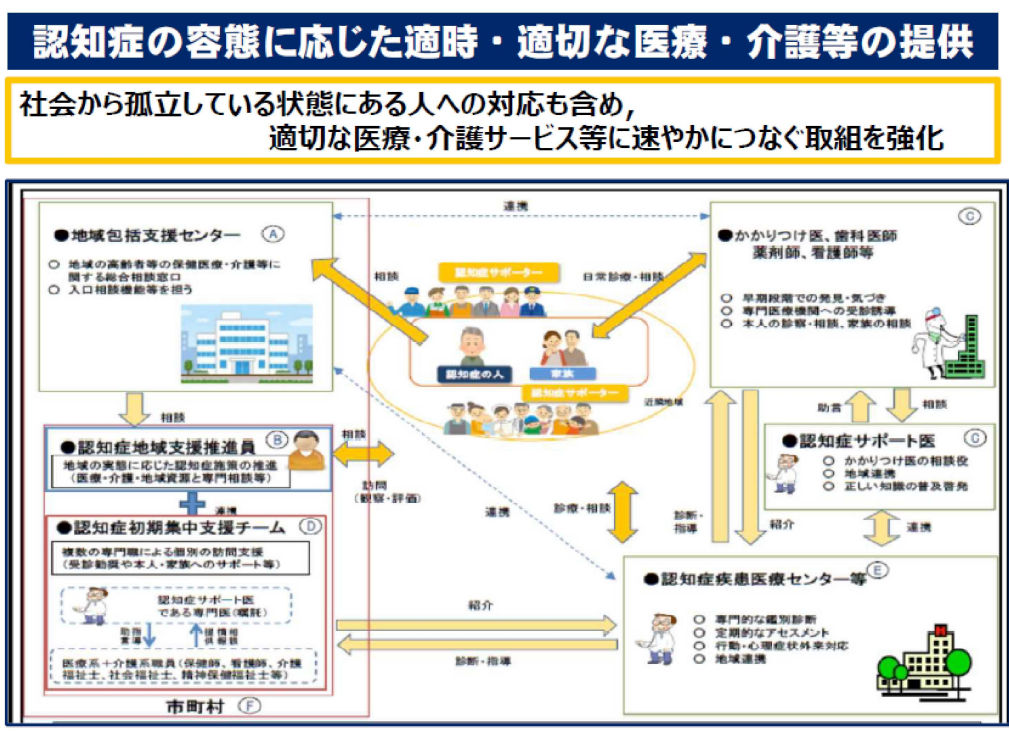 認知症の容態に応じた適時・適切な医療・介護等の提供
社会から孤立している状態にある人への対応も含め，
適切な医療・介護サービス等に速やかにつなぐ取組を強化
連携
●地域包括支援センター Ⓐ
○ 地域の高齢者等の保健医療・介護等に
関する総合相談窓口
○ 入口相談機能等を担う
相談
認知症サポーター
日常診療・相談
認知症の人
家族
認知症サポーター
近隣地域
Ⓒ
●かかりつけ医、歯科医師
薬剤師、看護師等
○ 早期段階での発見・気づき
○ 専門医療機関への受診誘導
○ 本人の診察・相談、家族の相談
相談
助言
相談
●認知症地域支援推進員 Ⓑ
地域の実態に応じた認知症施策の推進
（医療・介護・地域資源と専門相談等）
連携
相談
訪問
（観察・評価）
●認知症サポート医 Ⓒ
○ かかりつけ医の相談役
○ 地域連携
○ 正しい知識の普及啓発
連携
診療・相談
診断・
指導
紹介
連携
●認知症初期集中支援チーム Ⓓ
複数の専門職による個別の訪問支援
（受診勧奨や本人・家族へのサポート等）
認知症サポート医
である専門医（嘱託）
助指
言導
提情相
供報談
医療系＋介護系職員（保健師、看護師、介護
福祉士、社会福祉士、精神保健福祉士等）
市町村 Ⓕ
紹介
診断・指導
●認知症疾患医療センター等 Ⓔ
○ 専門的な鑑別診断
○ 定期的なアセスメント
○ 行動・心理症状外来対応
○ 地域連携